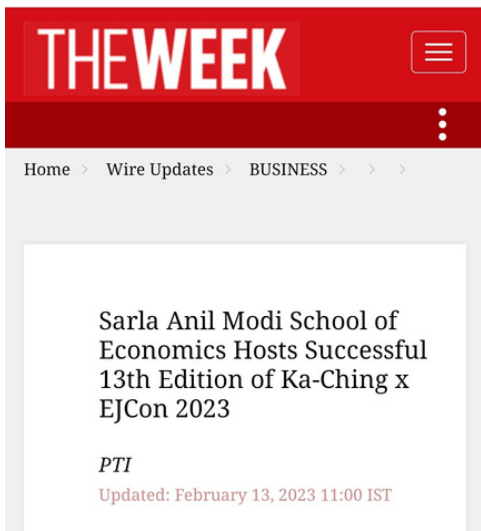 THEWEEK
Home > Wire Updates > BUSINESS > > >
Sarla Anil Modi School of
Economics Hosts Successful
13th Edition of Ka-Ching x
EJCon 2023
PTI
Updated: February 13, 2023 11:00 IST